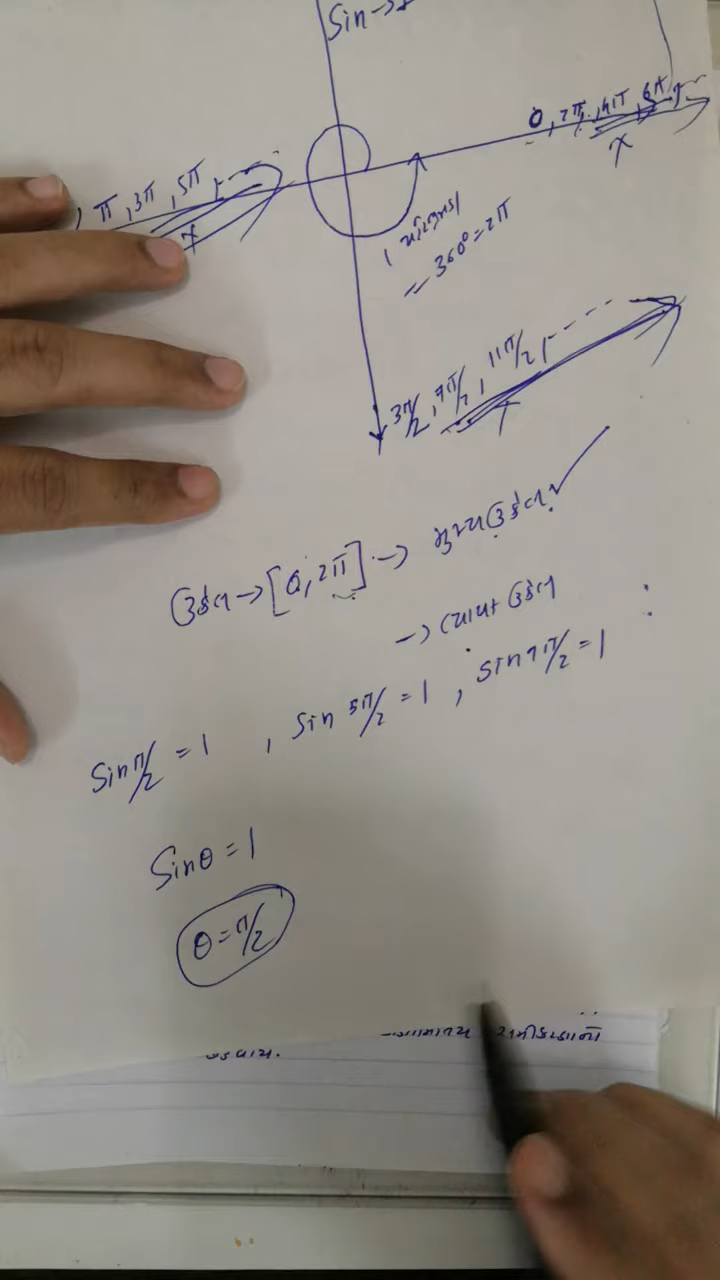 Sin→
0, 2π, 4π, 6π, --
π, 3π, 5π, ---
x
x
1 પરિભ્રમણ
= 360° = 2π
3π/2, 7π/2, 11π/2, ---
ઉકેલ → [0, 2π] → મુખ્ય ઉકેલ
→ વ્યાપક ઉકેલ
Sin π/2 = 1 , Sin 5π/2 = 1 , Sin 9π/2 = 1
Sinθ = 1
θ = π/2